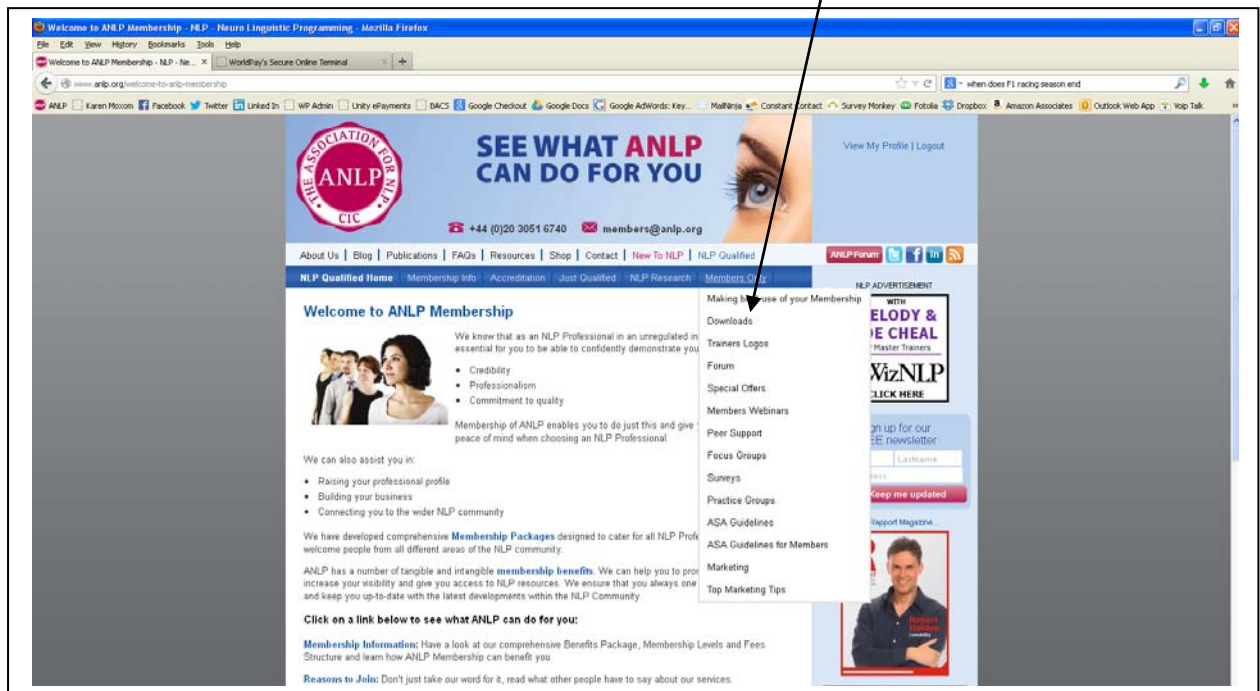 Welcome to ANLP Membership - NLP - Neuro Linguistic Programming - Mozilla Firefox
File Edit View History Bookmarks Tools Help
Welcome to ANLP Membership - NLP - Ne... × WorldPay's Secure Online Terminal × +
www.anlp.org/welcome-to-anlp-membership when does F1 racing season end
ANLP Karen Moxom Facebook Twitter Linked In WP Admin Unity ePayments BACS Google Checkout Google Docs Google AdWords: Key... MailNinja Constant Contact Survey Monkey Fotolia Dropbox Amazon Associates Outlook Web App Voip Talk »
THE ASSOCIATION FOR NLP
ANLP
CIC
SEE WHAT ANLP
CAN DO FOR YOU
+44 (0)20 3051 6740 members@anlp.org
View My Profile | Logout
About Us | Blog | Publications | FAQs | Resources | Shop | Contact | New To NLP | NLP Qualified
ANLP Forum
NLP Qualified Home Membership Info Accreditation Just Qualified NLP Research Members Only
Making use of your Membership
Downloads
Trainers Logos
Forum
Special Offers
Members Webinars
Peer Support
Focus Groups
Surveys
Practice Groups
ASA Guidelines
ASA Guidelines for Members
Marketing
Top Marketing Tips
Welcome to ANLP Membership
We know that as an NLP Professional in an unregulated in
essential for you to be able to confidently demonstrate you
• Credibility
• Professionalism
• Commitment to quality
Membership of ANLP enables you to do just this and give
peace of mind when choosing an NLP Professional
We can also assist you in:
• Raising your professional profile
• Building your business
• Connecting you to the wider NLP community
We have developed comprehensive Membership Packages designed to cater for all NLP Profe
welcome people from all different areas of the NLP community.
ANLP has a number of tangible and intangible membership benefits. We can help you to pro
increase your visibility and give you access to NLP resources. We ensure that you always one
and keep you up-to-date with the latest developments within the NLP Community.
Click on a link below to see what ANLP can do for you:
Membership Information: Have a look at our comprehensive Benefits Package, Membership Levels and Fees
Structure and learn how ANLP Membership can benefit you
Reasons to Join: Don't just take our word for it, read what other people have to say about our services.
NLP ADVERTISEMENT
WITH
ELODY &
E CHEAL
Master Trainers
WizNLP
CLICK HERE
gn up for our
EE newsletter
Lastname
Keep me updated
Rapport Magazine
Robert
Holden